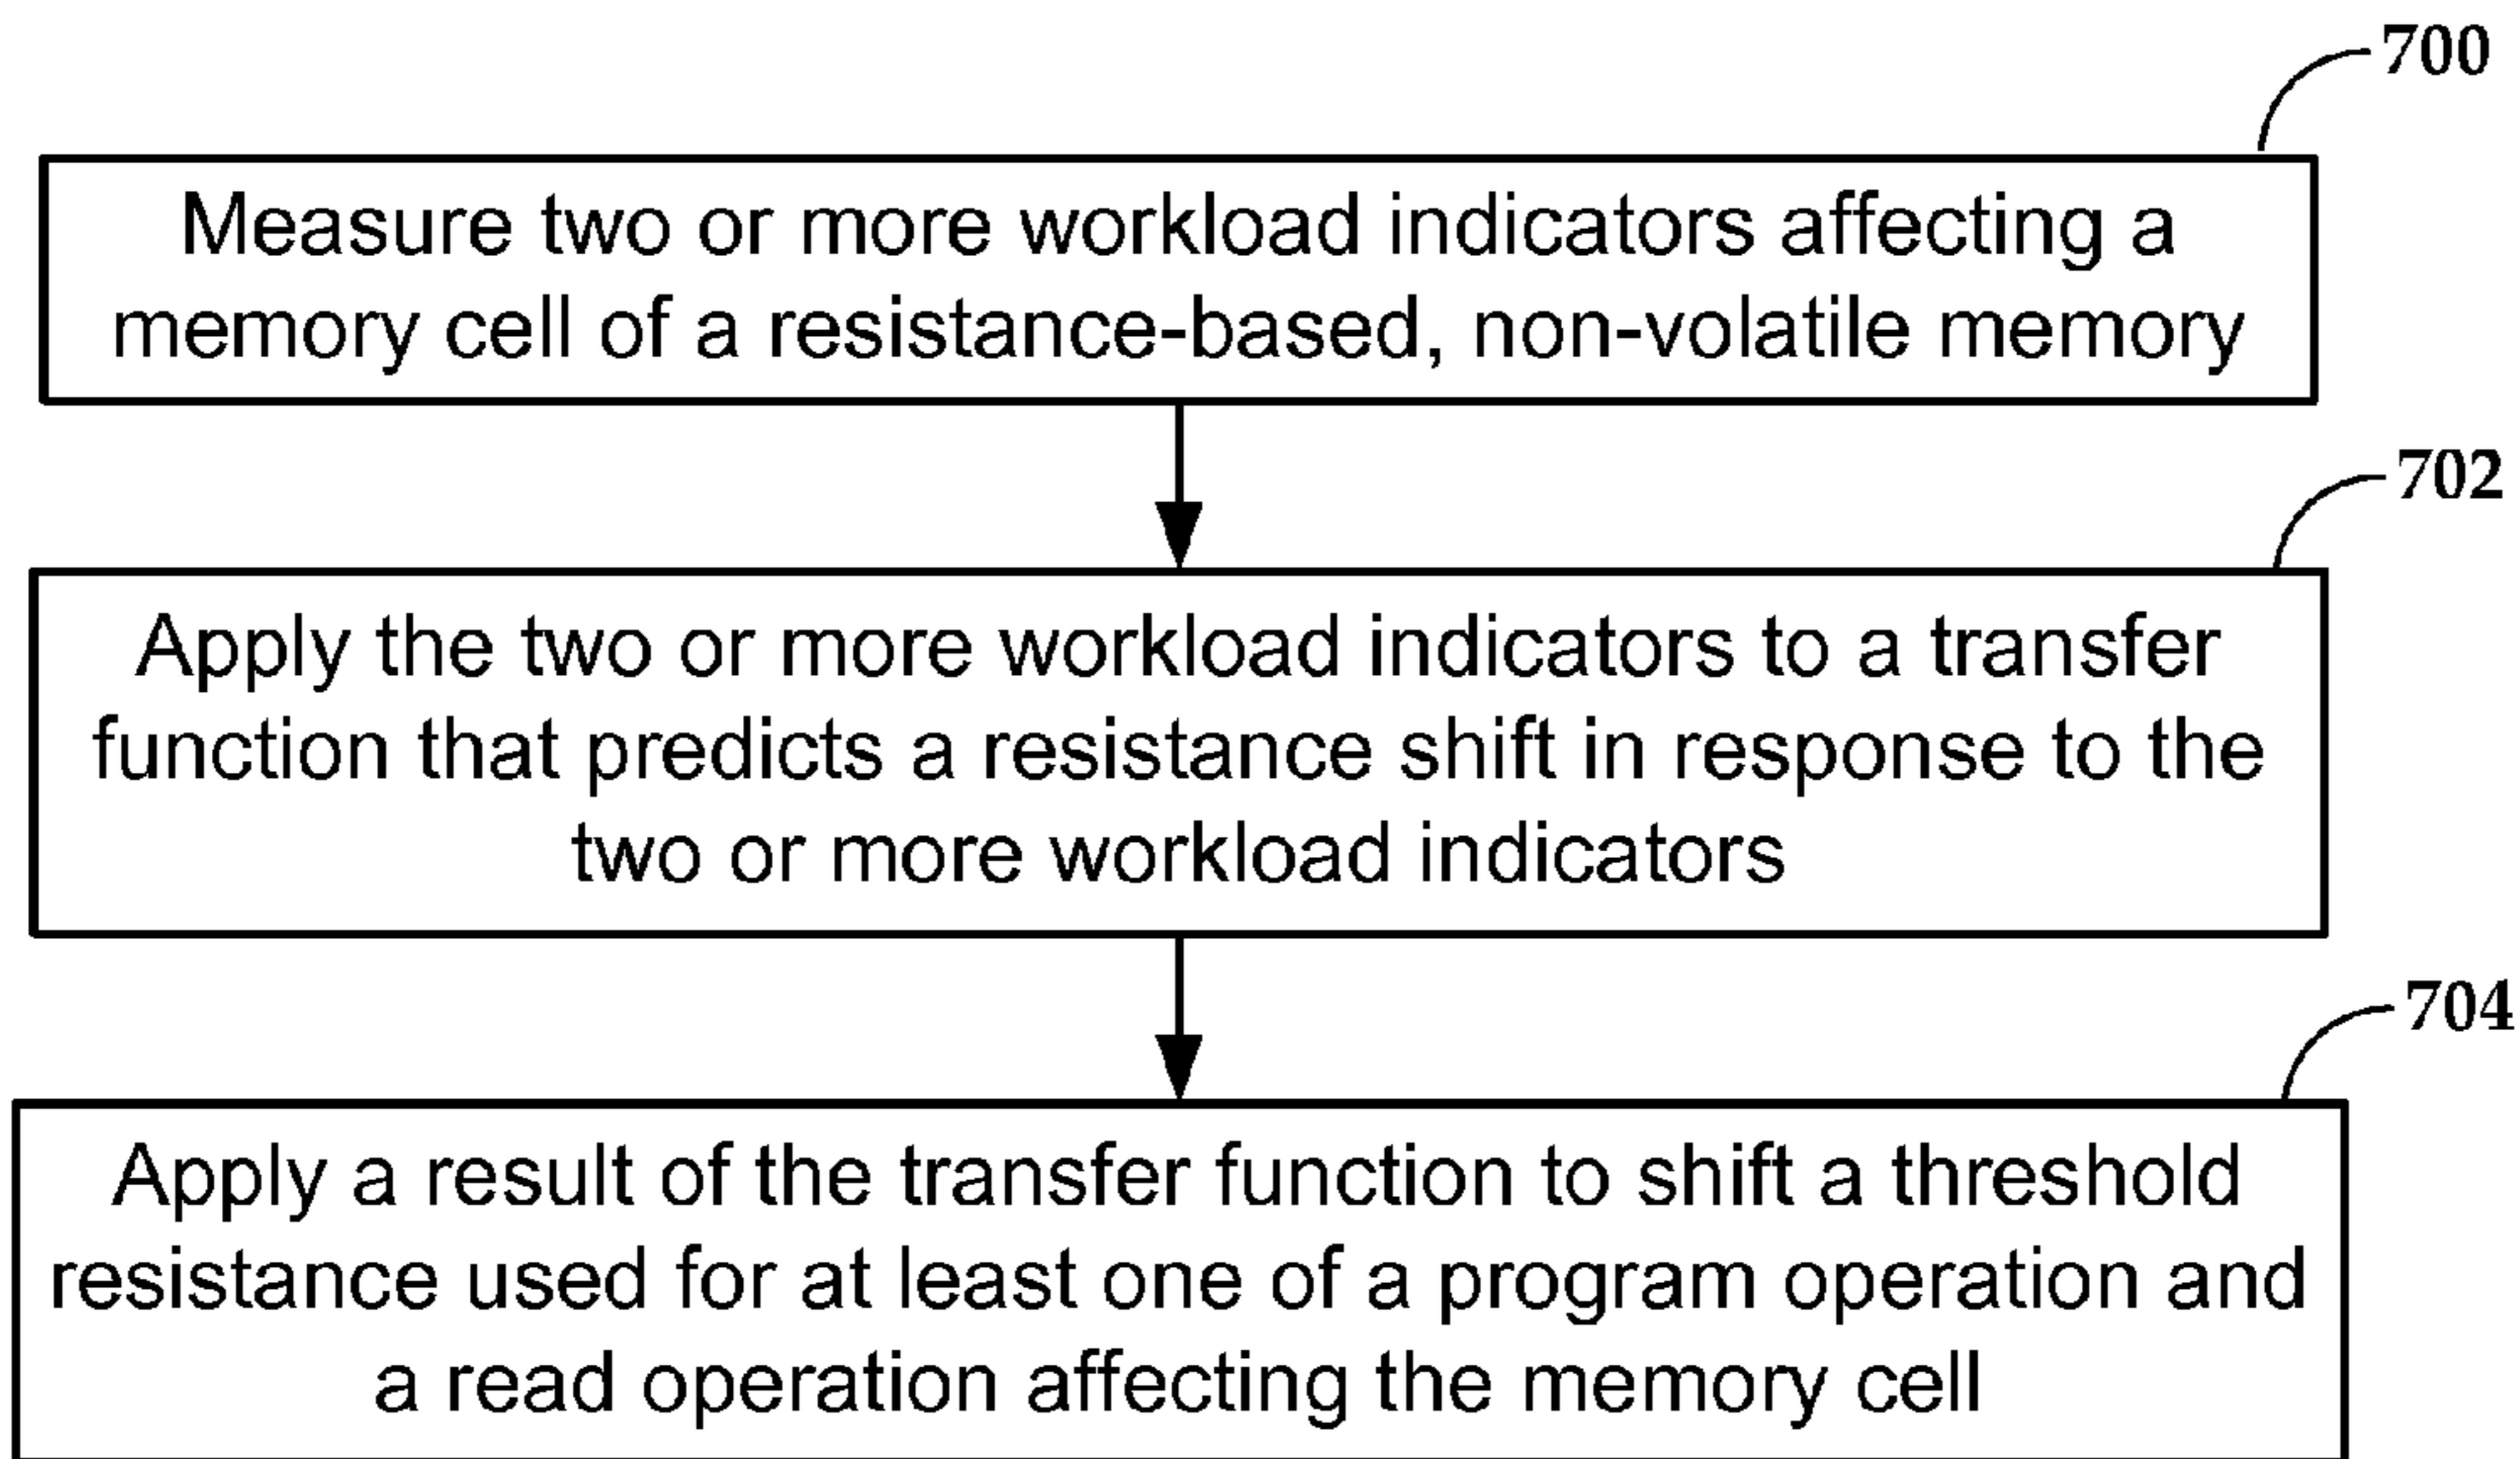 700
Measure two or more workload indicators affecting a
memory cell of a resistance-based, non-volatile memory
702
Apply the two or more workload indicators to a transfer
function that predicts a resistance shift in response to the
two or more workload indicators
704
Apply a result of the transfer function to shift a threshold
resistance used for at least one of a program operation and
a read operation affecting the memory cell